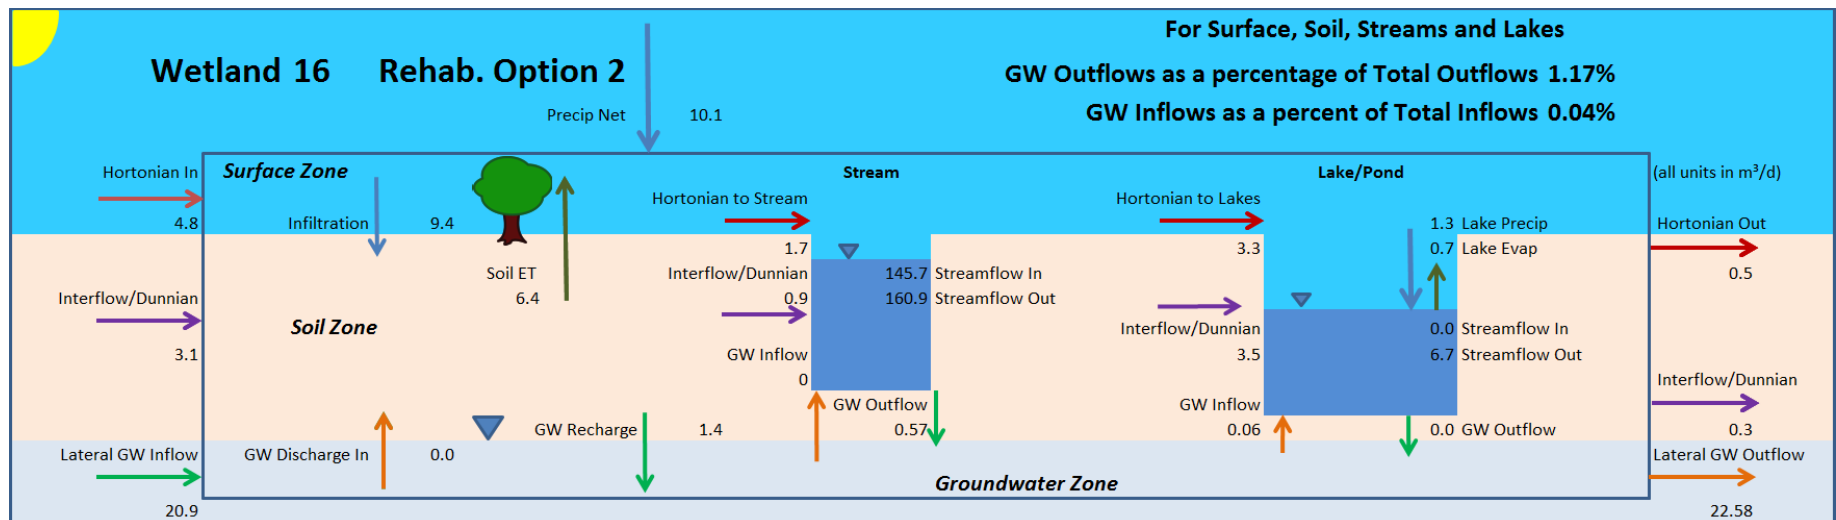 For Surface, Soil, Streams and Lakes
Wetland 16 Rehab. Option 2
GW Outflows as a percentage of Total Outflows 1.17%
GW Inflows as a percent of Total Inflows 0.04%
Precip Net 10.1
Hortonian In
Surface Zone
Stream
Lake/Pond
(all units in m³/d)
4.8
Infiltration 9.4
Hortonian to Stream
1.7
Hortonian to Lakes
3.3
1.3 Lake Precip
0.7 Lake Evap
Hortonian Out
0.5
Soil ET
6.4
Interflow/Dunnian
0.9
145.7 Streamflow In
160.9 Streamflow Out
Interflow/Dunnian
3.1
Soil Zone
Interflow/Dunnian
3.5
0.0 Streamflow In
6.7 Streamflow Out
GW Inflow
0
GW Outflow
0.57
GW Inflow
0.06
0.0 GW Outflow
Interflow/Dunnian
0.3
GW Recharge 1.4
Lateral GW Inflow
20.9
GW Discharge In 0.0
Groundwater Zone
Lateral GW Outflow
22.58